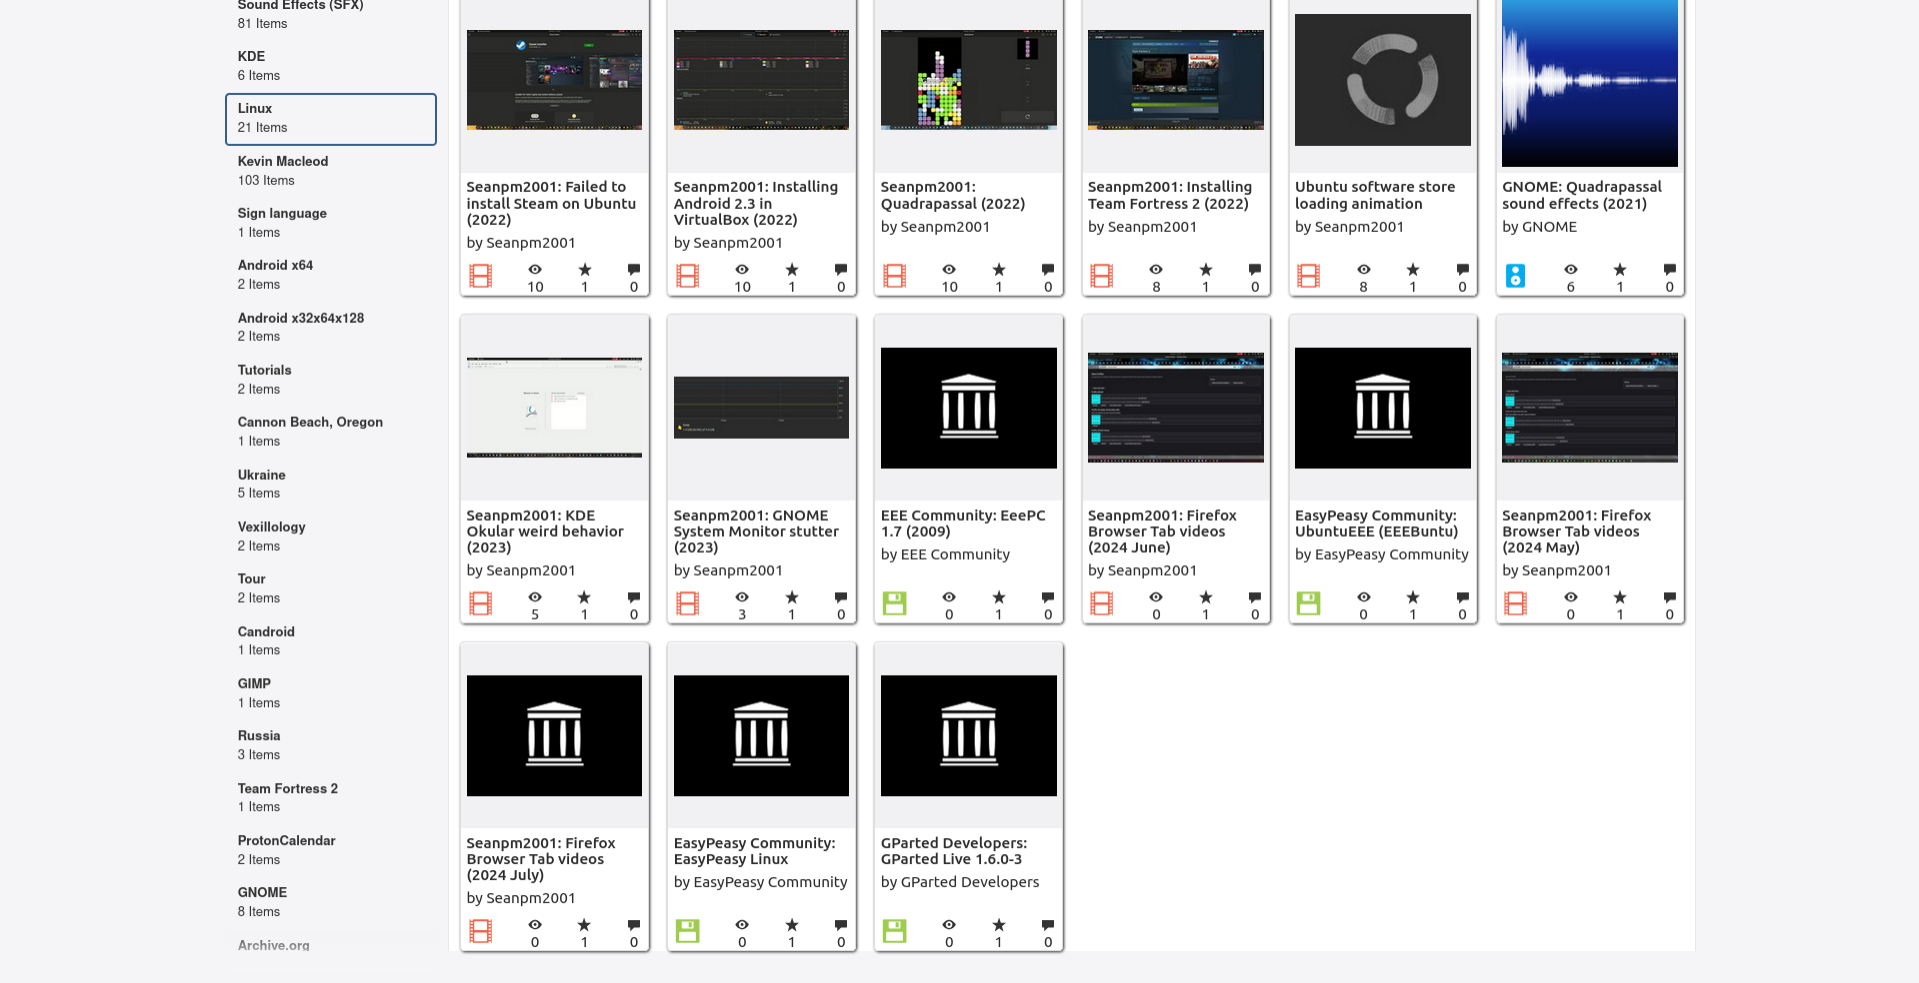 Sound Effects (SFX)
81 Items
KDE
6 Items
Linux
21 Items
Kevin Macleod
103 Items
Sign language
1 Items
Android x64
2 Items
Android x32x64x128
2 Items
Tutorials
2 Items
Cannon Beach, Oregon
1 Items
Ukraine
5 Items
Vexillology
2 Items
Tour
2 Items
Candroid
1 Items
GIMP
1 Items
Russia
3 Items
Team Fortress 2
1 Items
ProtonCalendar
2 Items
GNOME
8 Items
Archive.org
Seanpm2001: Failed to
install Steam on Ubuntu
(2022)
by Seanpm2001
10 1 0
Seanpm2001: Installing
Android 2.3 in
VirtualBox (2022)
by Seanpm2001
10 1 0
Seanpm2001:
Quadrapassal (2022)
by Seanpm2001
10 1 0
Seanpm2001: Installing
Team Fortress 2 (2022)
by Seanpm2001
8 1 0
Ubuntu software store
loading animation
by Seanpm2001
8 1 0
GNOME: Quadrapassal
sound effects (2021)
by GNOME
6 1 0
Seanpm2001: KDE
Okular weird behavior
(2023)
by Seanpm2001
5 1 0
Seanpm2001: GNOME
System Monitor stutter
(2023)
by Seanpm2001
3 1 0
EEE Community: EeePC
1.7 (2009)
by EEE Community
0 1 0
Seanpm2001: Firefox
Browser Tab videos
(2024 June)
by Seanpm2001
0 1 0
EasyPeasy Community:
UbuntuEEE (EEEBuntu)
by EasyPeasy Community
0 1 0
Seanpm2001: Firefox
Browser Tab videos
(2024 May)
by Seanpm2001
0 1 0
Seanpm2001: Firefox
Browser Tab videos
(2024 July)
by Seanpm2001
0 1 0
EasyPeasy Community:
EasyPeasy Linux
by EasyPeasy Community
0 1 0
GParted Developers:
GParted Live 1.6.0-3
by GParted Developers
0 1 0